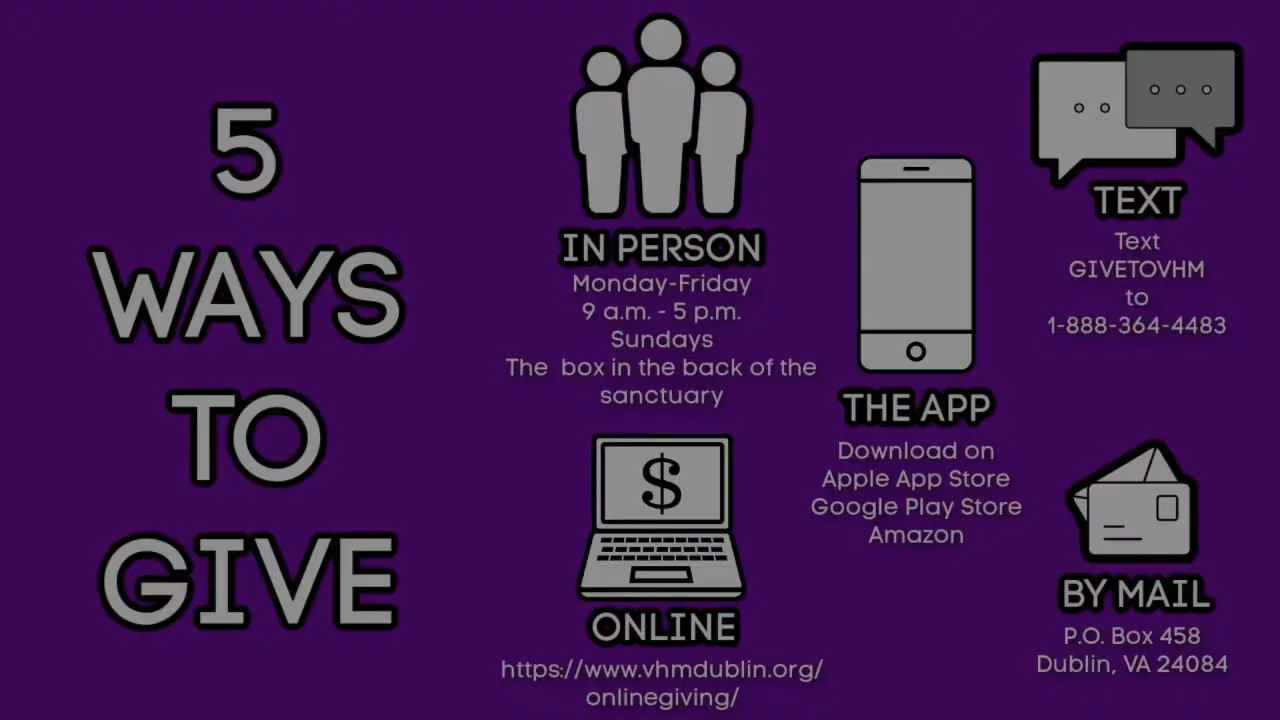 5
WAYS
TO
GIVE
IN PERSON
Monday-Friday
9 a.m. - 5 p.m.
Sundays
The  box in the back of the
sanctuary
$
ONLINE
https://www.vhmdublin.org/
onlinegiving/
THE APP
Download on
Apple App Store
Google Play Store
Amazon
TEXT
Text
GIVETOVHM
to
1-888-364-4483
BY MAIL
P.O. Box 458
Dublin, VA 24084